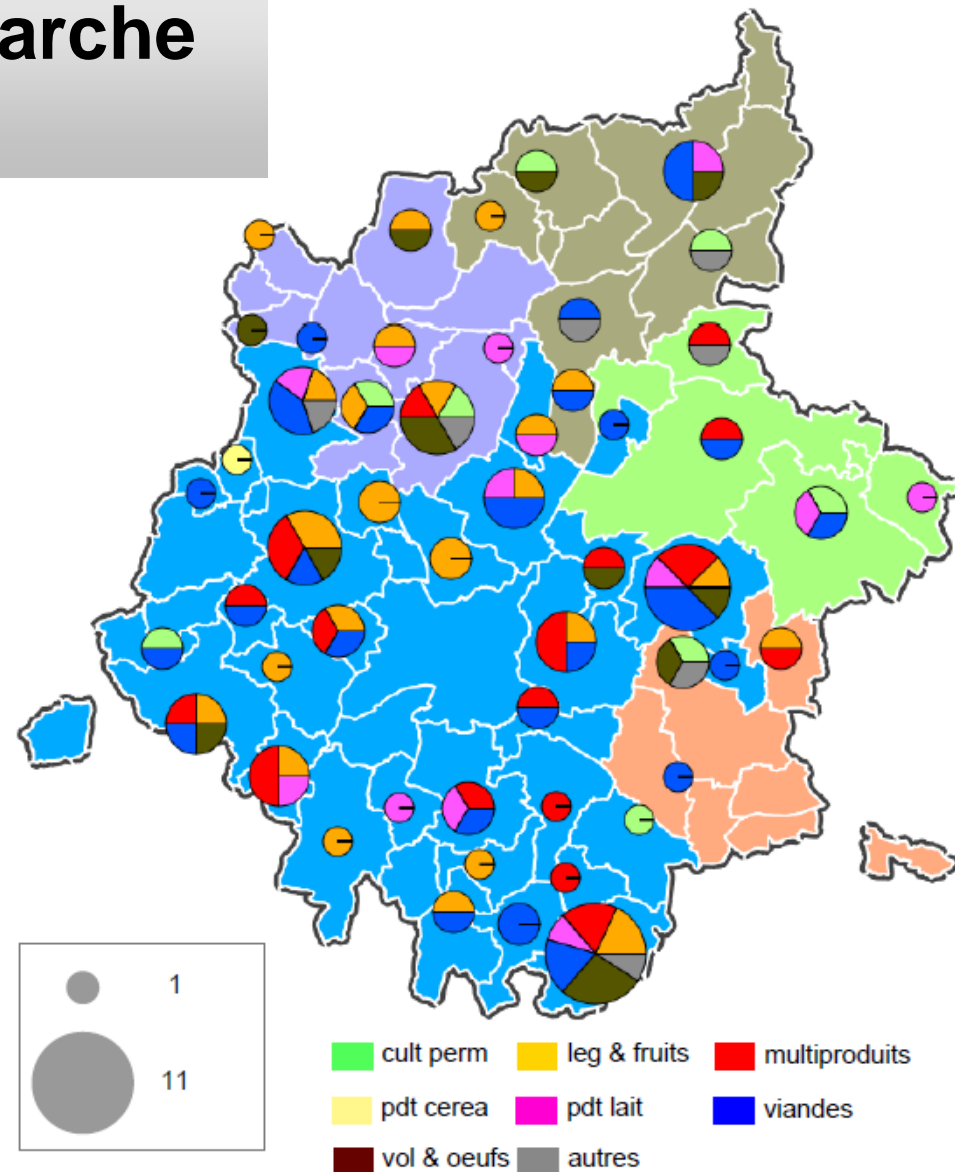 arche
1
11
cult perm leg & fruits multiproduits
pdt cerea pdt lait viandes
vol & oeufs autres